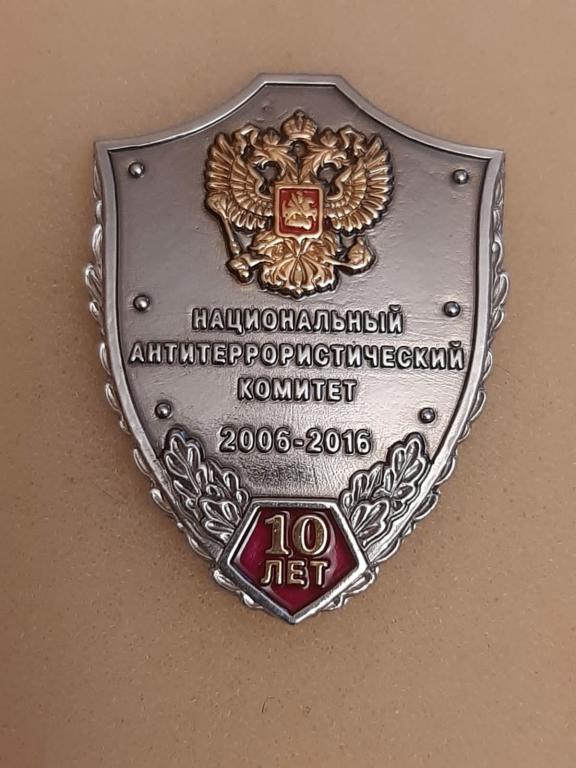 НАЦИОНАЛЬНЫЙ
АНТИТЕРРОРИСТИЧЕСКИЙ
КОМИТЕТ
2006-2016
10
ЛЕТ